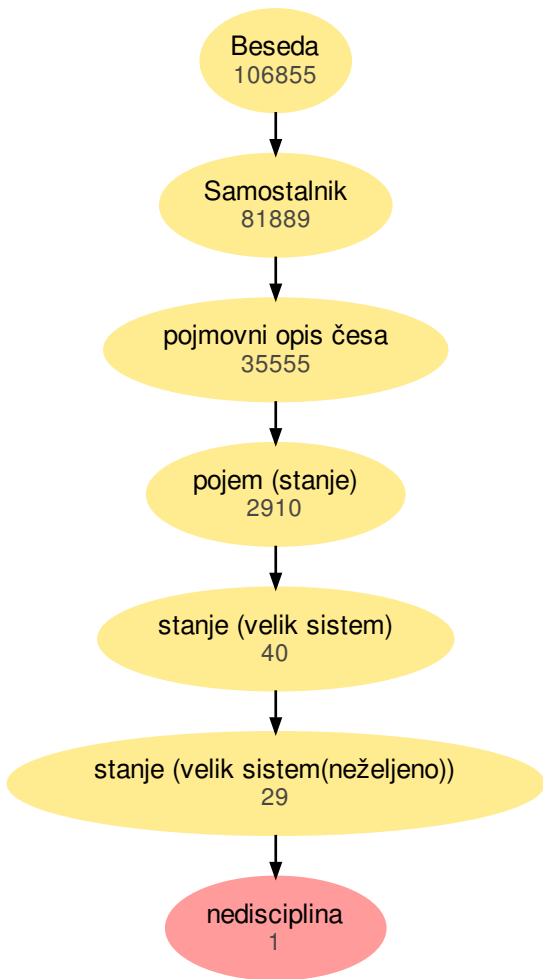 Beseda
106855
Samostalnik
81889
pojmovni opis česa
35555
pojem (stanje)
2910
stanje (velik sistem)
40
stanje (velik sistem(neželjeno))
29
nedisciplina
1